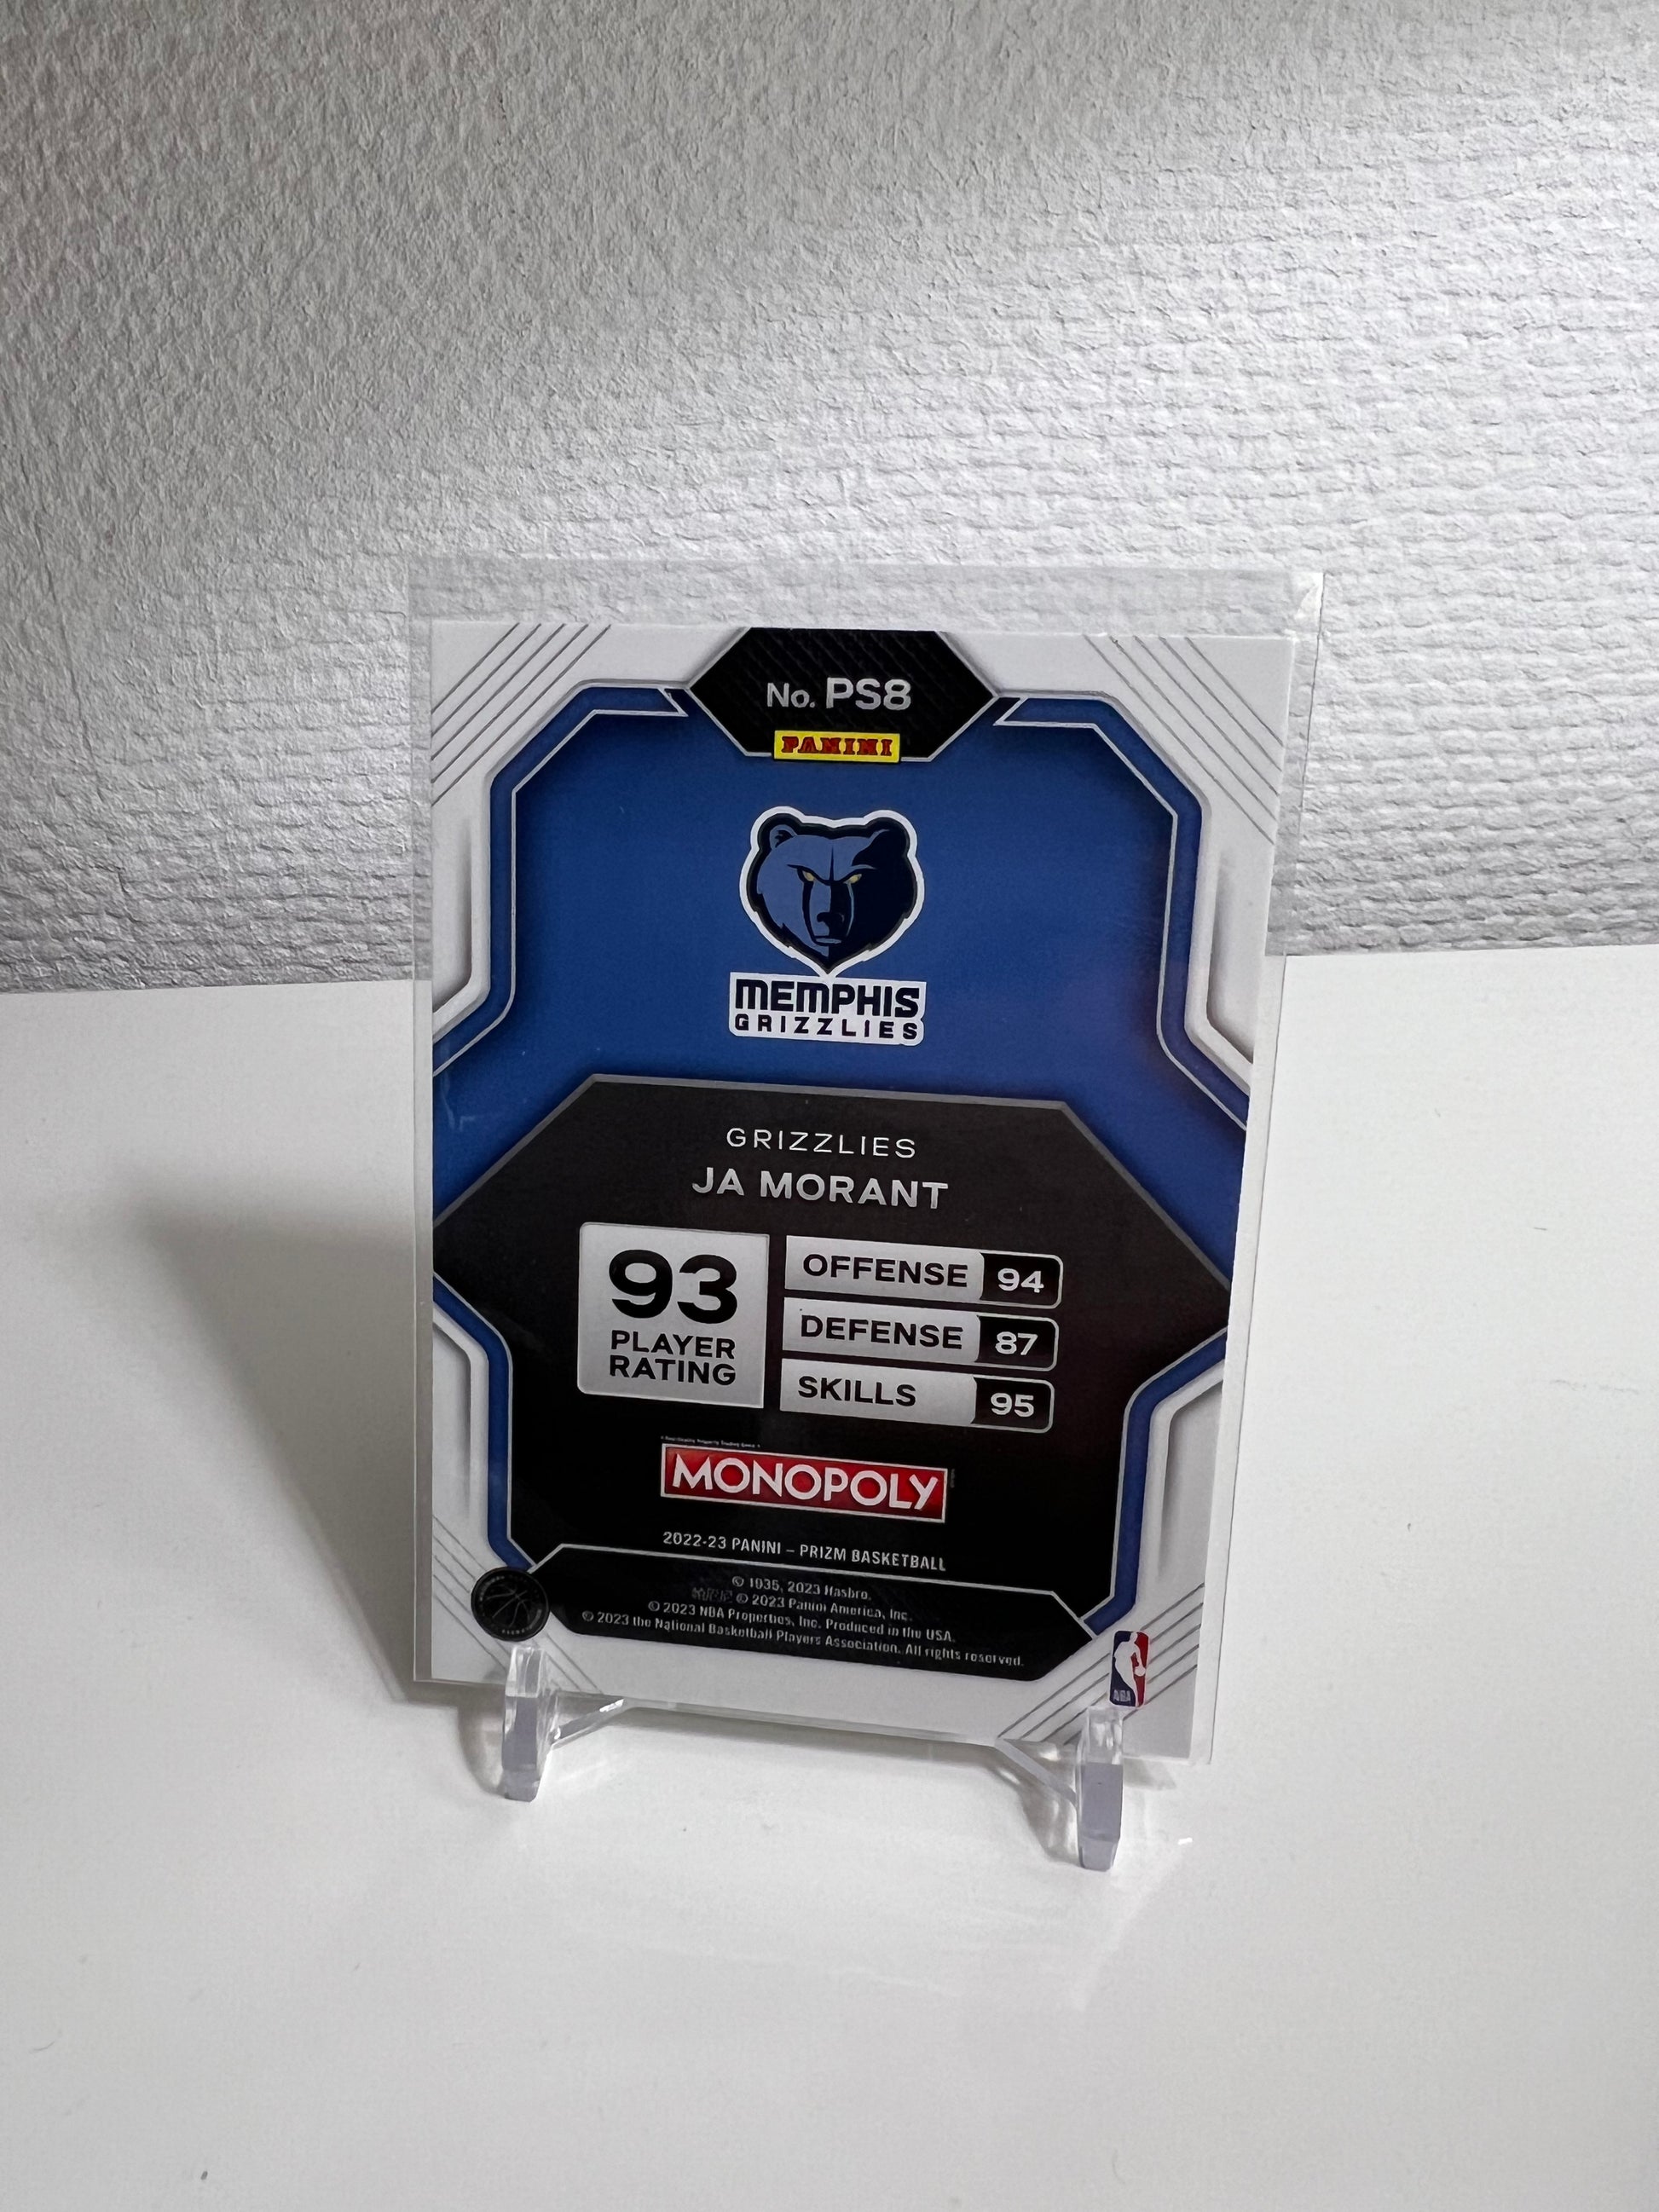 No. PS8
PANINI
MEMPHIS
GRIZZLIES
GRIZZLIES
JA MORANT
93
PLAYER
RATING
OFFENSE 94
DEFENSE 87
SKILLS 95
MONOPOLY
2022-23 PANINI – PRIZM BASKETBALL
© 1935, 2023 Hasbro.
© 2023 Panini America, Inc.
© 2023 NBA Properties, Inc. Produced in the USA.
© 2023 the National Basketball Players Association. All rights reserved.
NBA